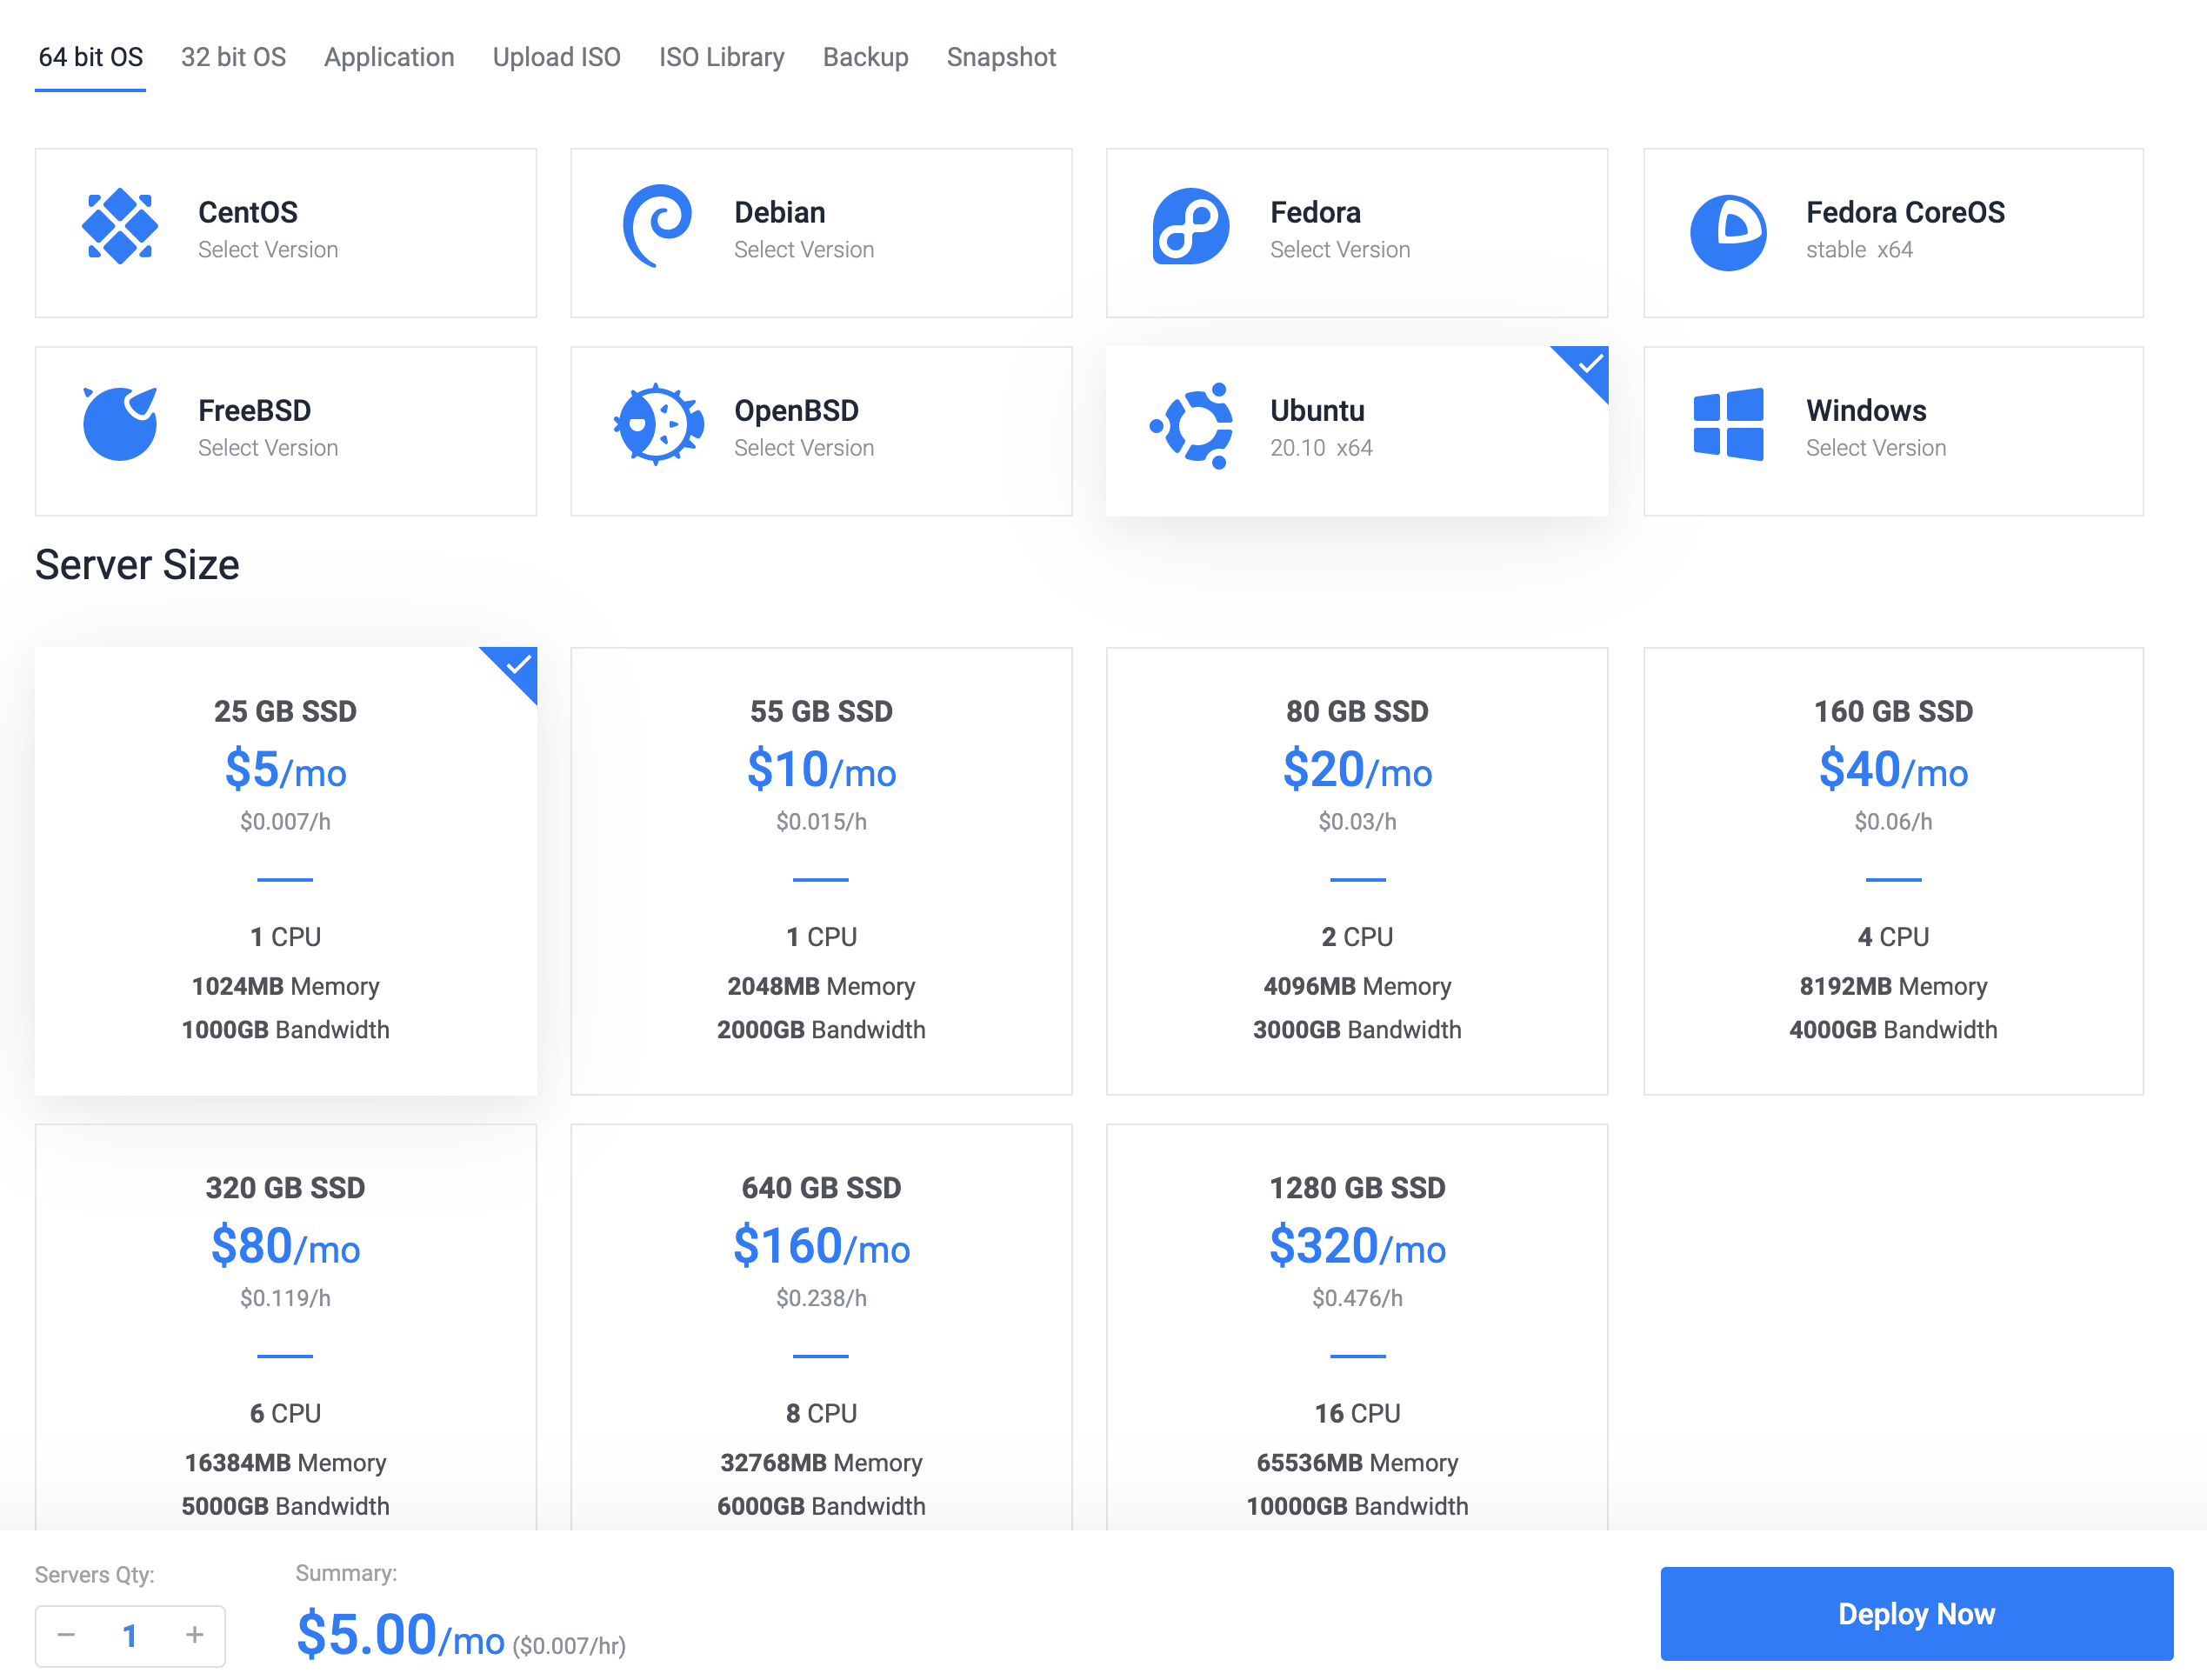 64 bit OS 32 bit OS Application Upload ISO ISO Library Backup Snapshot
CentOS
Select Version
Debian
Select Version
Fedora
Select Version
Fedora CoreOS
stable x64
FreeBSD
Select Version
OpenBSD
Select Version
Ubuntu
20.10 x64
Windows
Select Version
Server Size
25 GB SSD
$5/mo
$0.007/h
1 CPU
1024MB Memory
1000GB Bandwidth
55 GB SSD
$10/mo
$0.015/h
1 CPU
2048MB Memory
2000GB Bandwidth
80 GB SSD
$20/mo
$0.03/h
2 CPU
4096MB Memory
3000GB Bandwidth
160 GB SSD
$40/mo
$0.06/h
4 CPU
8192MB Memory
4000GB Bandwidth
320 GB SSD
$80/mo
$0.119/h
6 CPU
16384MB Memory
5000GB Bandwidth
640 GB SSD
$160/mo
$0.238/h
8 CPU
32768MB Memory
6000GB Bandwidth
1280 GB SSD
$320/mo
$0.476/h
16 CPU
65536MB Memory
10000GB Bandwidth
Servers Qty:
− 1 +
Summary:
$5.00/mo ($0.007/hr)
Deploy Now